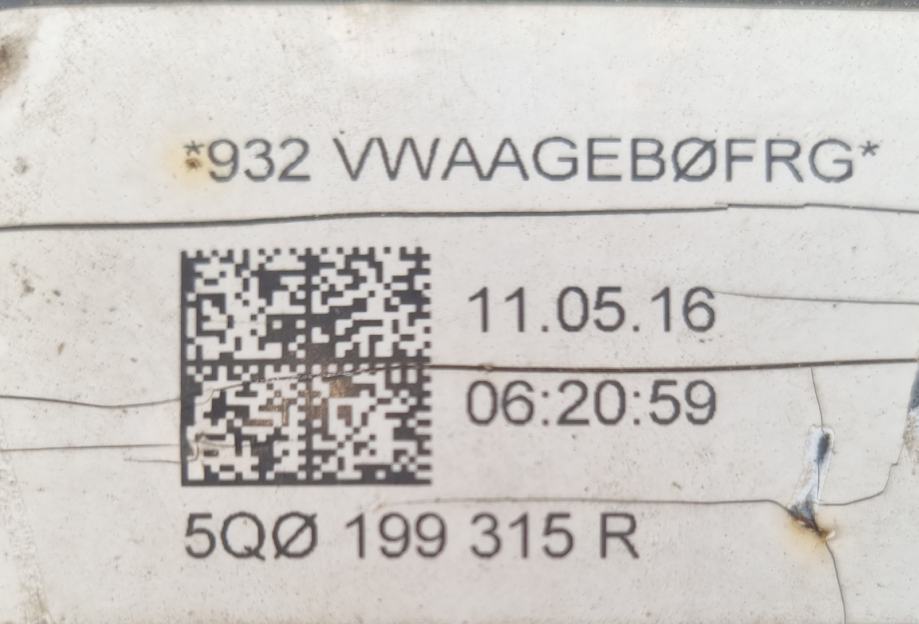 *932 VWAAGEBØFRG*
11.05.16
06:20:59
5QØ 199 315 R